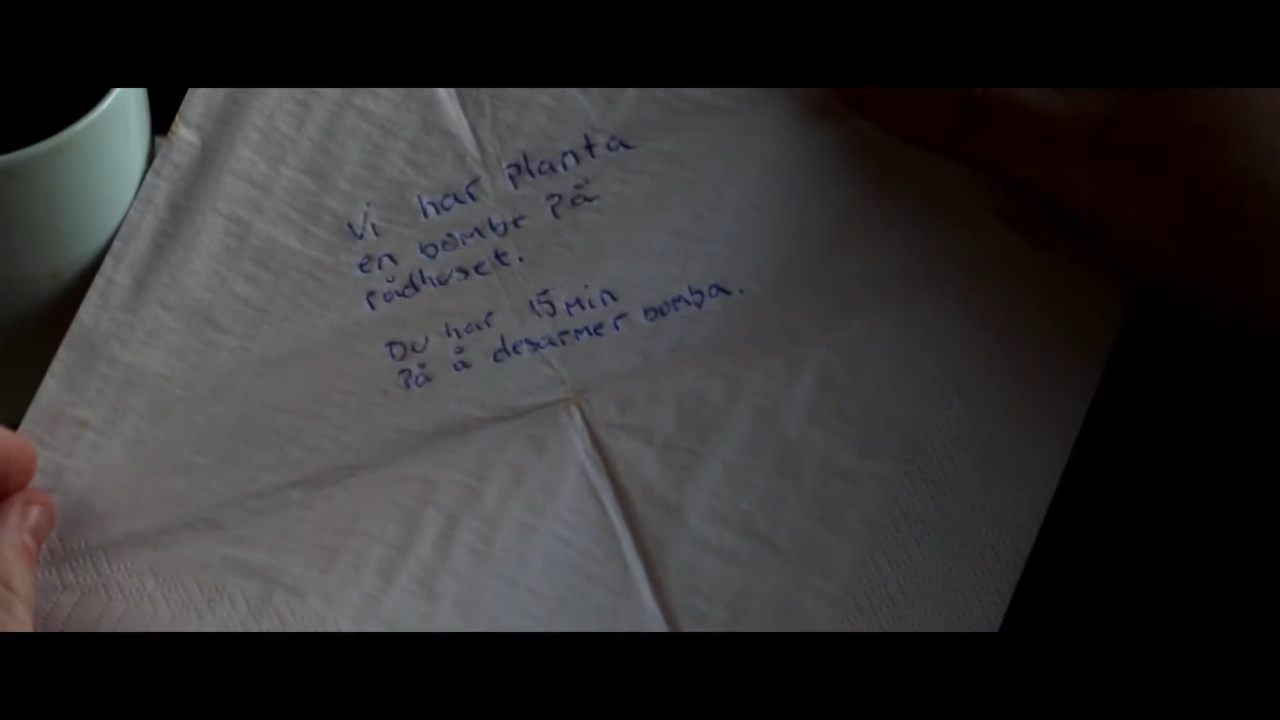 Vi har planta
en bombe på
rådhuset.
Du har 15 min
på å desarmer bomba.